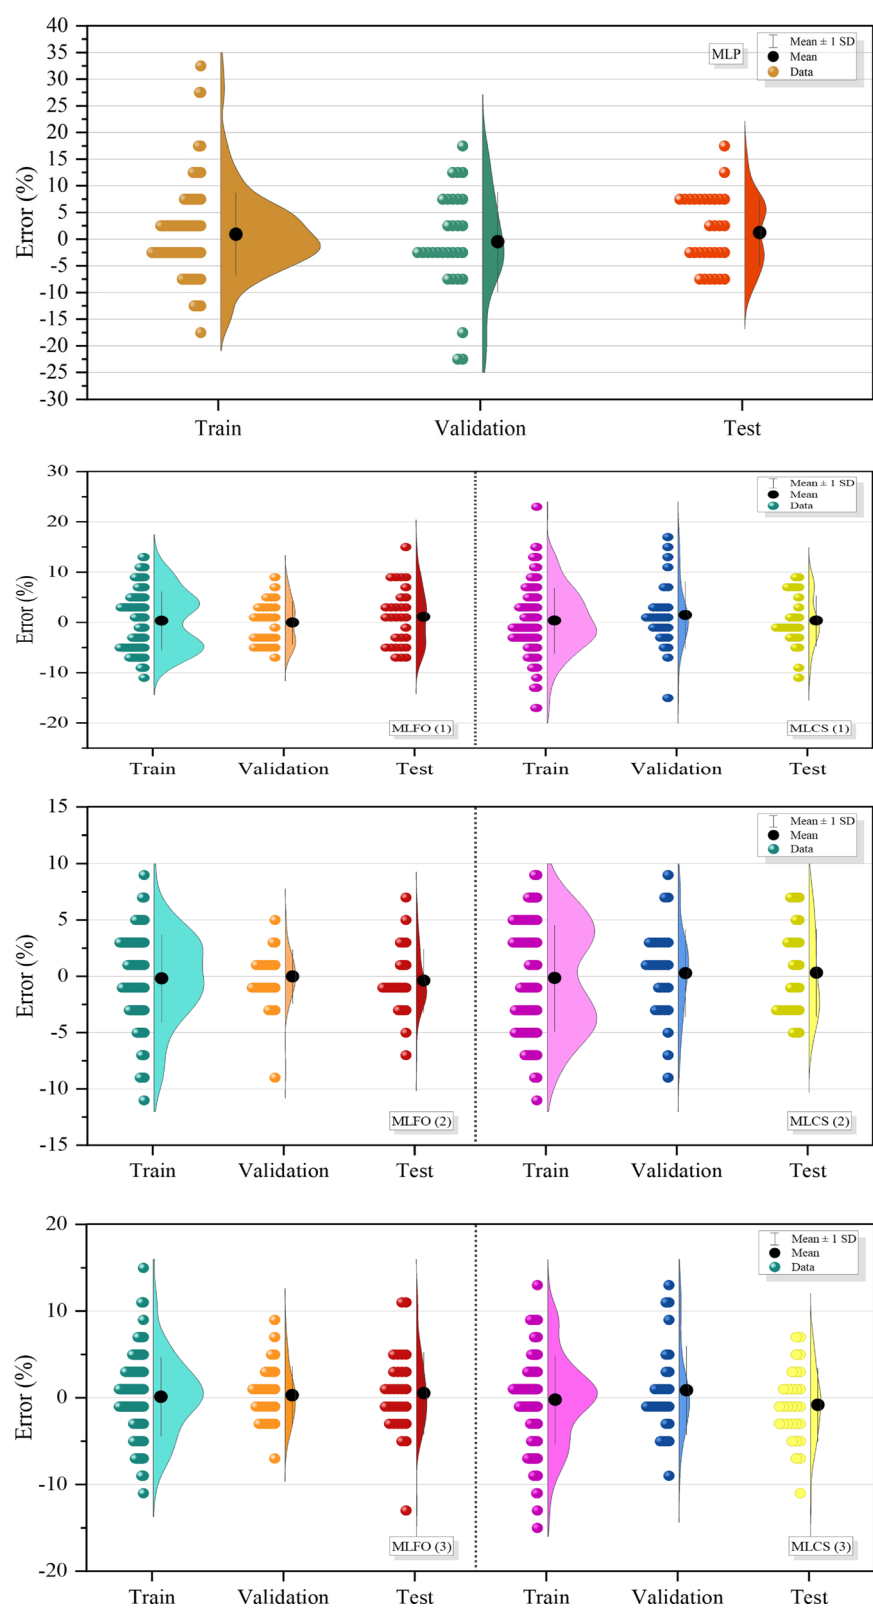 40
35
30
25
20
15
10
5
0
-5
-10
-15
-20
-25
-30
Error (%)
MLP
Mean ± 1 SD
Mean
Data
Train Validation Test
30
20
10
0
-10
-20
Error (%)
Mean ± 1 SD
Mean
Data
MLFO (1)
MLCS (1)
Train Validation Test Train Validation Test
15
10
5
0
-5
-10
-15
Error (%)
Mean ± 1 SD
Mean
Data
MLFO (2)
MLCS (2)
Train Validation Test Train Validation Test
20
10
0
-10
-20
Error (%)
Mean ± 1 SD
Mean
Data
MLFO (3)
MLCS (3)
Train Validation Test Train Validation Test